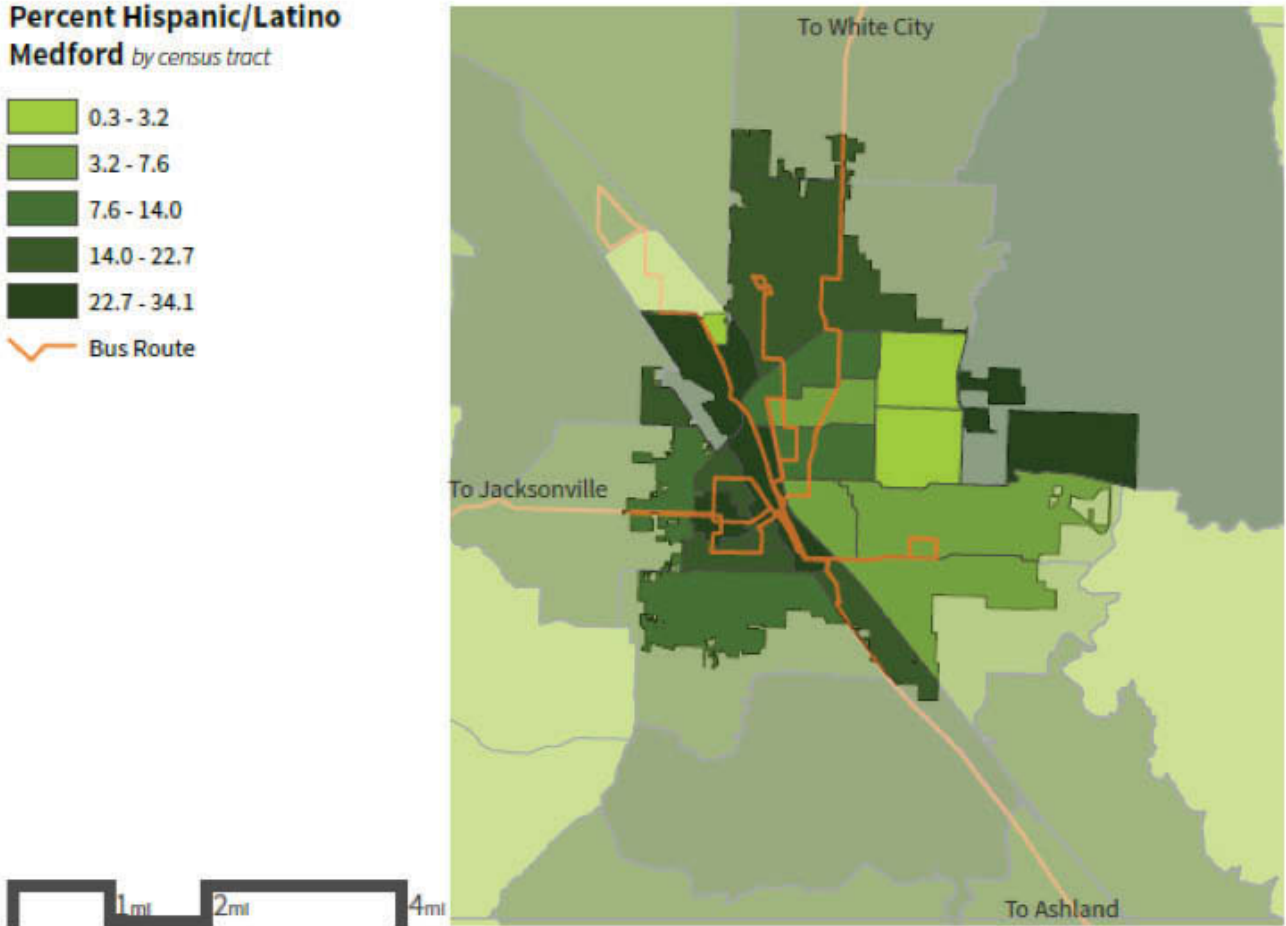 Percent Hispanic/Latino
Medford by census tract
0.3 - 3.2
3.2 - 7.6
7.6 - 14.0
14.0 - 22.7
22.7 - 34.1
Bus Route
To White City
To Jacksonville
To Ashland
1mi 2mi 4mi